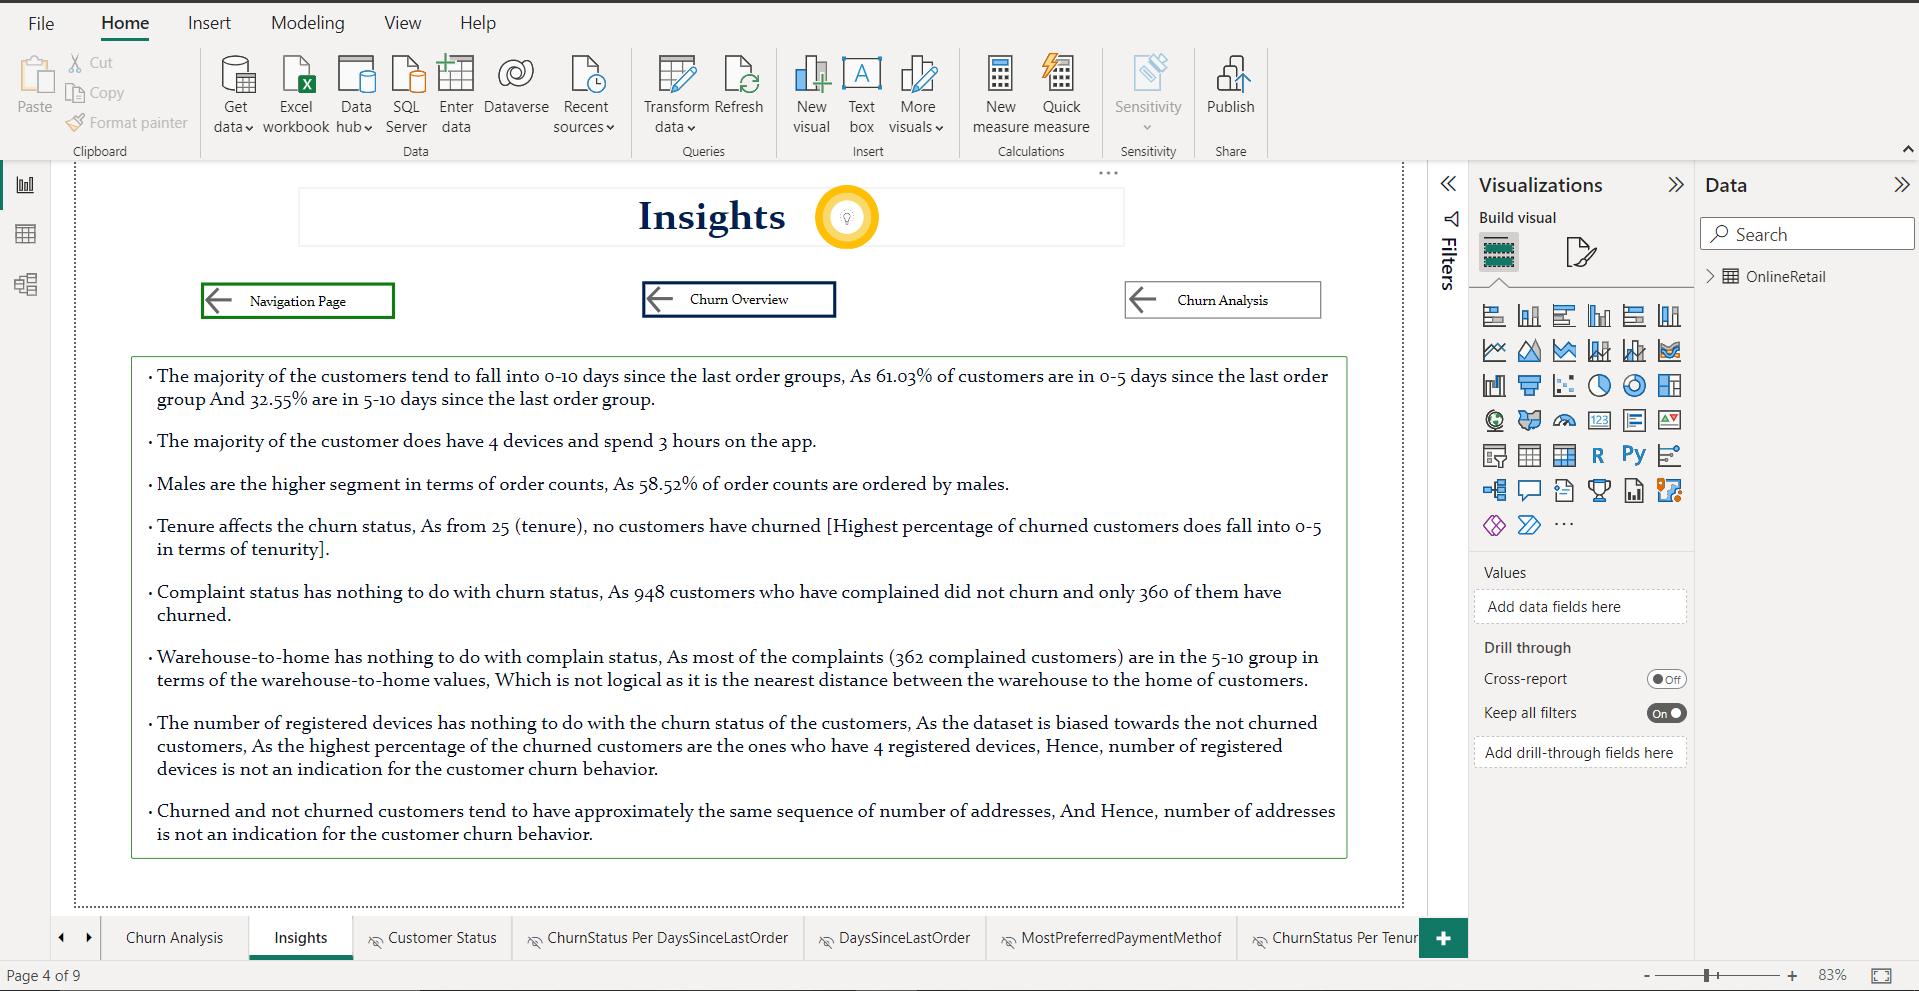 File Home Insert Modeling View Help
Paste
Cut
Copy
Format painter
Clipboard
Get data
Excel workbook
Data hub
SQL Server
Enter data
Dataverse
Recent sources
Data
Transform data
Refresh
Queries
New visual
A
Text box
More visuals
Insert
New measure
Quick measure
Calculations
Sensitivity
Sensitivity
Publish
Share
Insights
Navigation Page
Churn Overview
Churn Analysis
· The majority of the customers tend to fall into 0-10 days since the last order groups, As 61.03% of customers are in 0-5 days since the last order
group And 32.55% are in 5-10 days since the last order group.
· The majority of the customer does have 4 devices and spend 3 hours on the app.
· Males are the higher segment in terms of order counts, As 58.52% of order counts are ordered by males.
· Tenure affects the churn status, As from 25 (tenure), no customers have churned [Highest percentage of churned customers does fall into 0-5
in terms of tenurity].
· Complaint status has nothing to do with churn status, As 948 customers who have complained did not churn and only 360 of them have
churned.
· Warehouse-to-home has nothing to do with complain status, As most of the complaints (362 complained customers) are in the 5-10 group in
terms of the warehouse-to-home values, Which is not logical as it is the nearest distance between the warehouse to the home of customers.
· The number of registered devices has nothing to do with the churn status of the customers, As the dataset is biased towards the not churned
customers, As the highest percentage of the churned customers are the ones who have 4 registered devices, Hence, number of registered
devices is not an indication for the customer churn behavior.
· Churned and not churned customers tend to have approximately the same sequence of number of addresses, And Hence, number of addresses
is not an indication for the customer churn behavior.
Filters
Visualizations
Build visual
123
R Py
Values
Add data fields here
Drill through
Cross-report
Off
Keep all filters
On
Add drill-through fields here
Data
Search
OnlineRetail
Churn Analysis
Insights
Customer Status
ChurnStatus Per DaysSinceLastOrder
DaysSinceLastOrder
MostPreferredPaymentMethof
ChurnStatus Per Tenur
Page 4 of 9
- + 83%